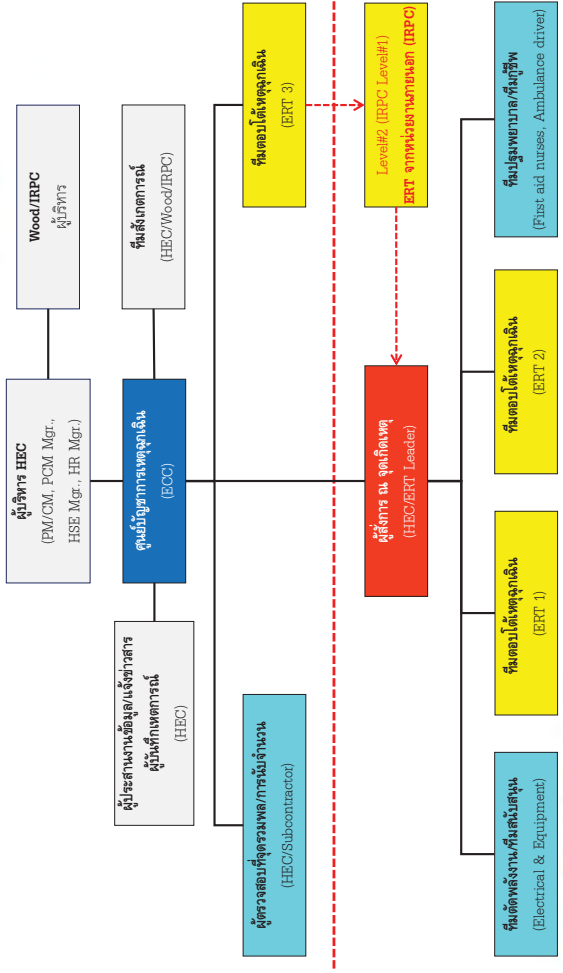 ผู้บริหาร HEC
(PM/CM, PCM Mgr.,
HSE Mgr., HR Mgr.)
Wood/IRPC
ผู้บริหาร
ผู้ประสานงานข้อมูล/แจ้งข่าวสาร
ผู้บันทึกเหตุการณ์
(HEC)
ศูนย์บัญชาการเหตุฉุกเฉิน
(ECC)
ทีมสังเกตการณ์
(HEC/Wood/IRPC)
ผู้ตรวจสอบที่จุดรวมพล/การนับจำนวน
(HEC/Subcontractor)
ทีมตอบโต้เหตุฉุกเฉิน
(ERT 3)
ผู้สั่งการ ณ จุดเกิดเหตุ
(HEC/ERT Leader)
Level#2 (IRPC Level#1)
ERT จากหน่วยงานภายนอก (IRPC)
ทีมตัดพลังงาน/ทีมสนับสนุน
(Electrical & Equipment)
ทีมตอบโต้เหตุฉุกเฉิน
(ERT 1)
ทีมตอบโต้เหตุฉุกเฉิน
(ERT 2)
ทีมปฐมพยาบาล/ทีมกู้ชีพ
(First aid nurses, Ambulance driver)